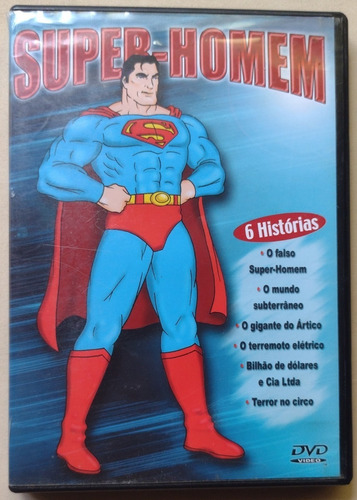 SUPER-HOMEM
S
6 Histórias
O falso
Super-Homem
O mundo
subterrâneo
O gigante do Ártico
O terremoto elétrico
Bilhão de dólares
e Cia Ltda
Terror no circo
DVD
VIDEO